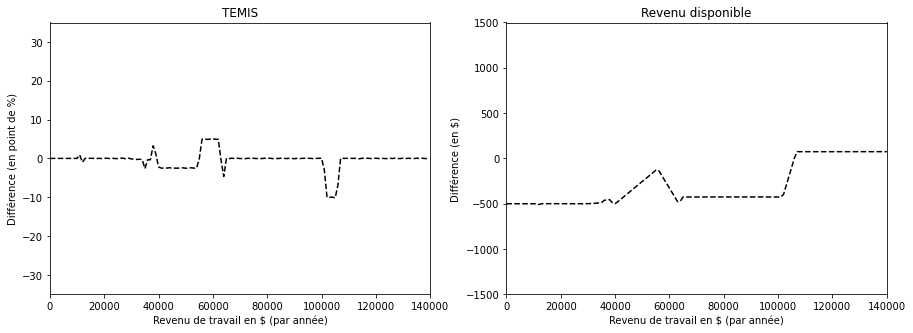 TEMIS
Différence (en point de %)
30
20
10
0
−10
−20
−30
0 20000 40000 60000 80000 100000 120000 140000
Revenu de travail en $ (par année)
Revenu disponible
Différence (en $)
1500
1000
500
0
−500
−1000
−1500
0 20000 40000 60000 80000 100000 120000 140000
Revenu de travail en $ (par année)